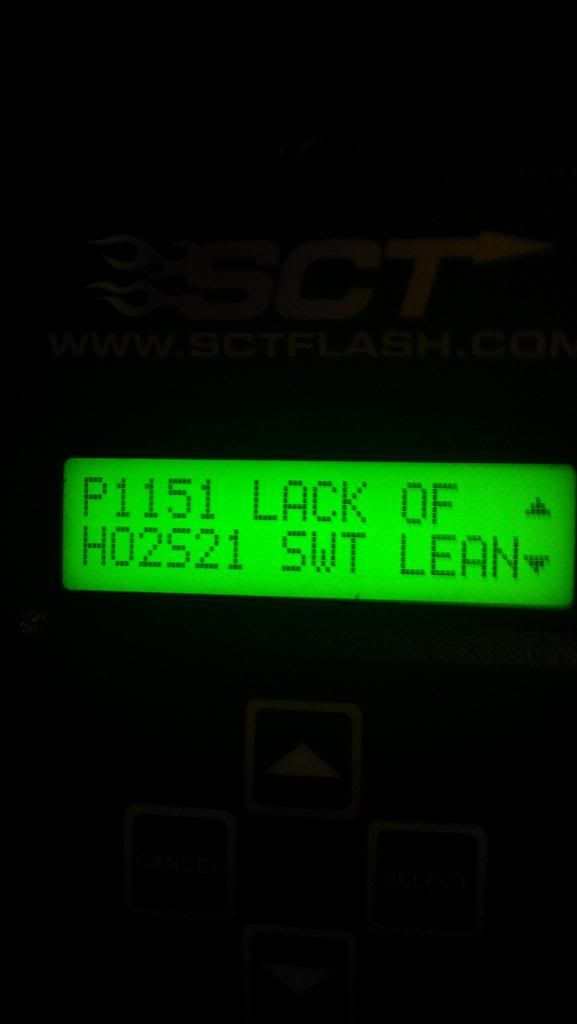 SCT
WWW.SCTFLASH.COM
P1151 LACK OF
HO2S21 SWT LEAN
CANCEL
SELECT